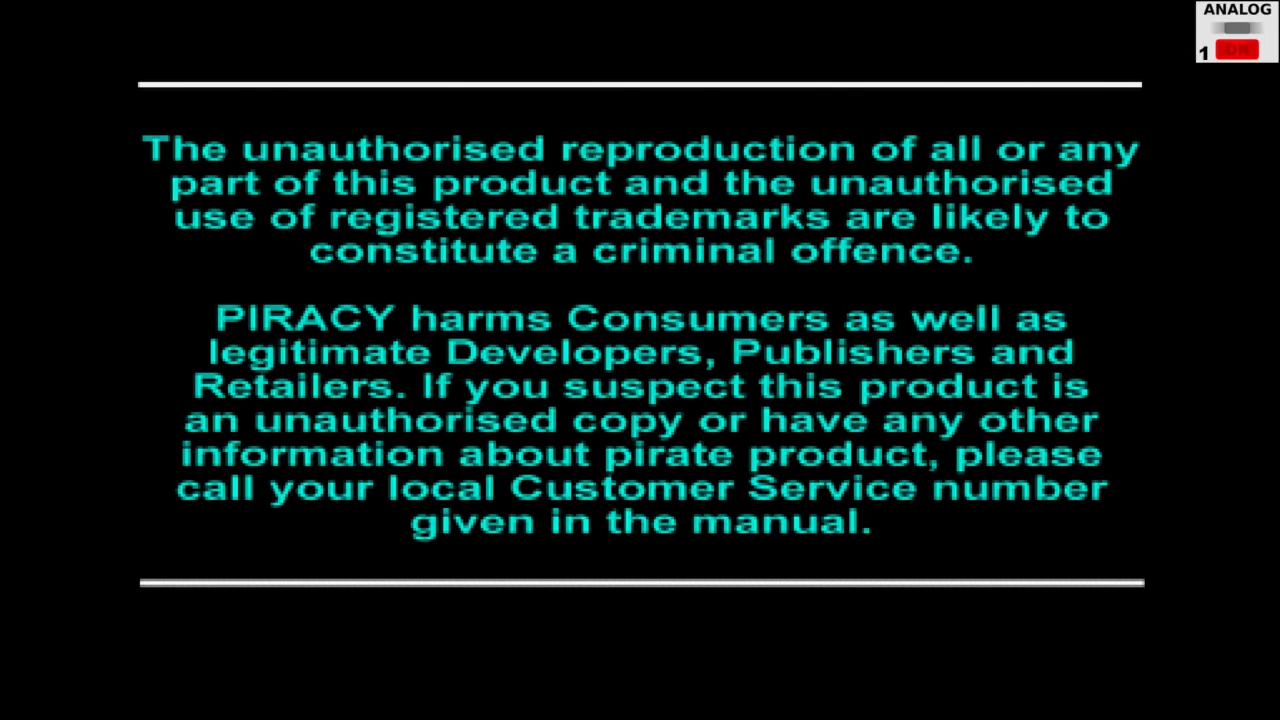 ANALOG
1
The unauthorised reproduction of all or any
part of this product and the unauthorised
use of registered trademarks are likely to
constitute a criminal offence.
PIRACY harms Consumers as well as
legitimate Developers, Publishers and
Retailers. If you suspect this product is
an unauthorised copy or have any other
information about pirate product, please
call your local Customer Service number
given in the manual.